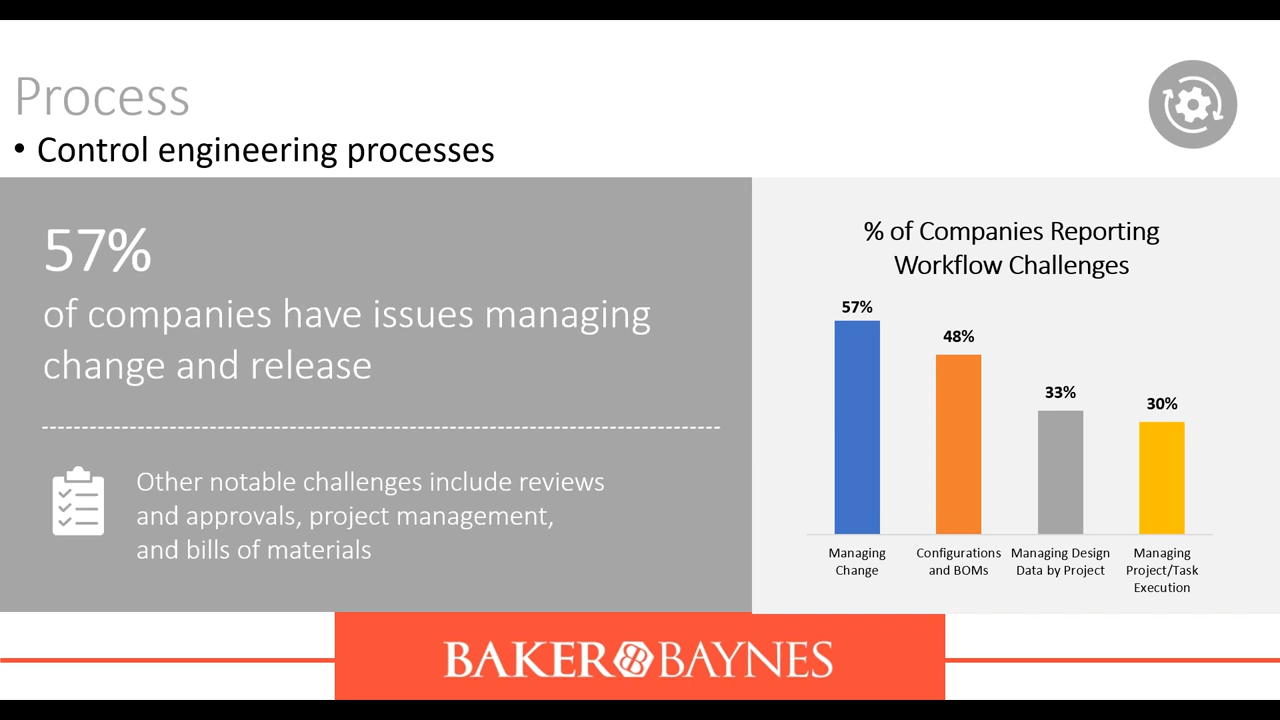 Process
• Control engineering processes
57%
of companies have issues managing
change and release
Other notable challenges include reviews
and approvals, project management,
and bills of materials
% of Companies Reporting
Workflow Challenges
57%
48%
33%
30%
Managing
Change
Configurations
and BOMs
Managing Design
Data by Project
Managing
Project/Task
Execution
BAKER BAYNES